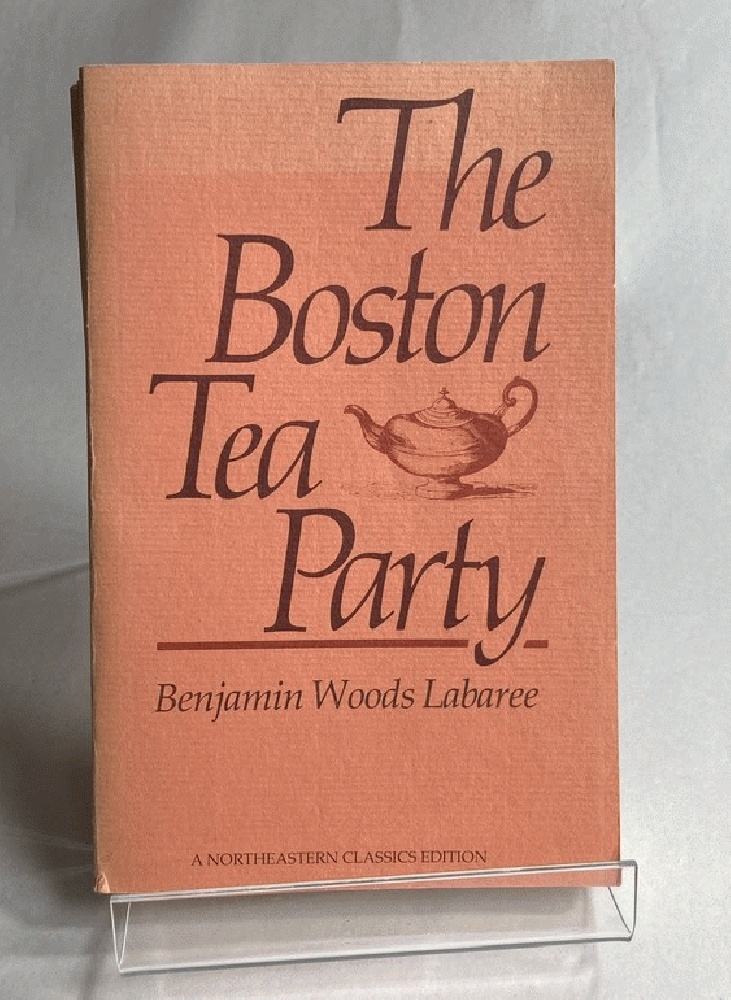 The
Boston
Tea
Party
Benjamin Woods Labaree
A NORTHEASTERN CLASSICS EDITION